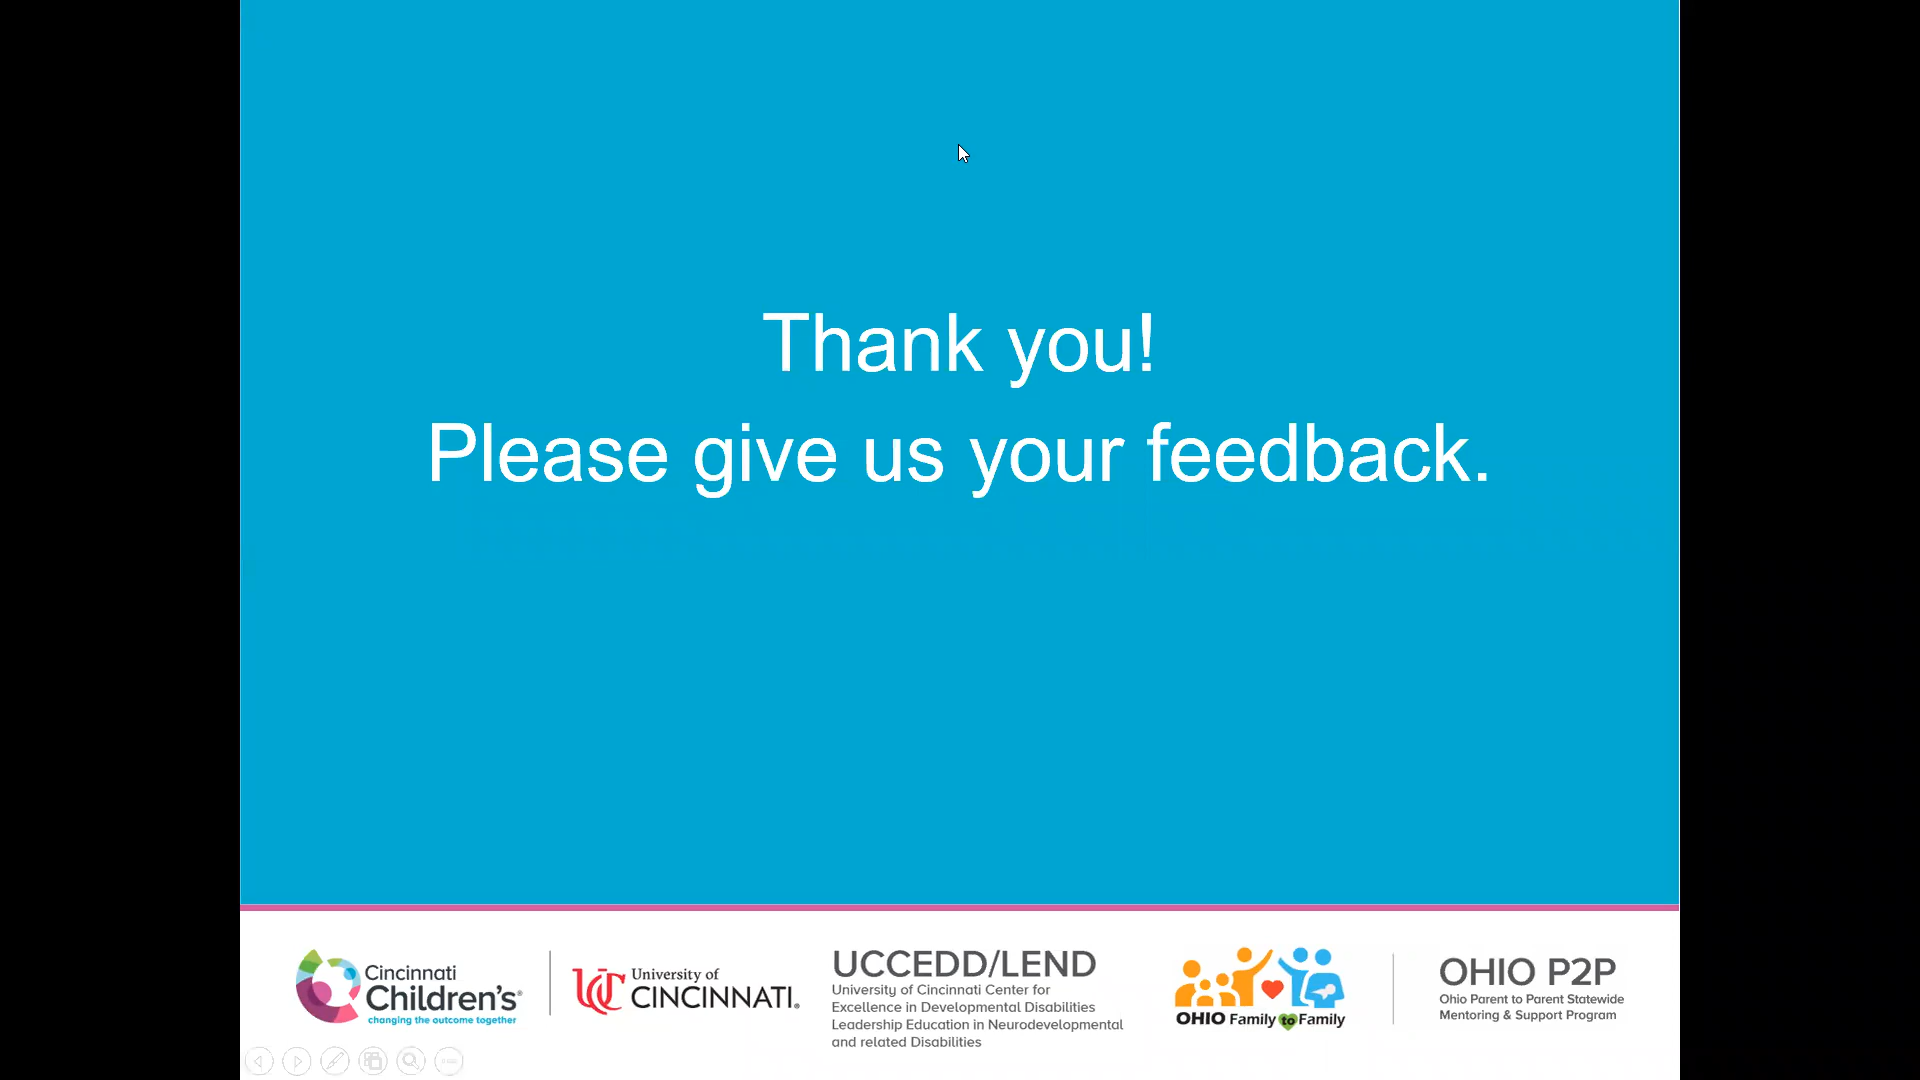 Thank you!
Please give us your feedback.
Cincinnati
Children's®
changing the outcome together
UC
University of
CINCINNATI®
UCCEDD/LEND
University of Cincinnati Center for
Excellence in Developmental Disabilities
Leadership Education in Neurodevelopmental
and related Disabilities
OHIO Family to Family
OHIO P2P
Ohio Parent to Parent Statewide
Mentoring & Support Program